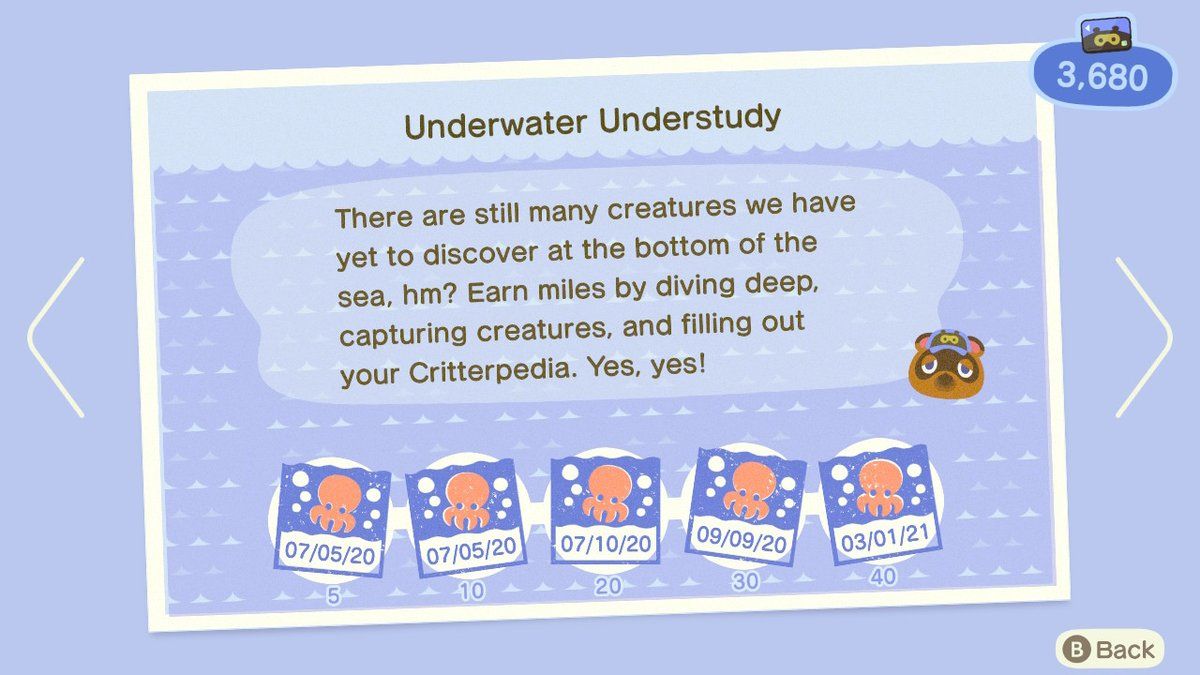 3,680
Underwater Understudy
There are still many creatures we have
yet to discover at the bottom of the
sea, hm? Earn miles by diving deep,
capturing creatures, and filling out
your Critterpedia. Yes, yes!
07/05/20 07/05/20 07/10/20 09/09/20 03/01/21
5 10 20 30 40
B Back